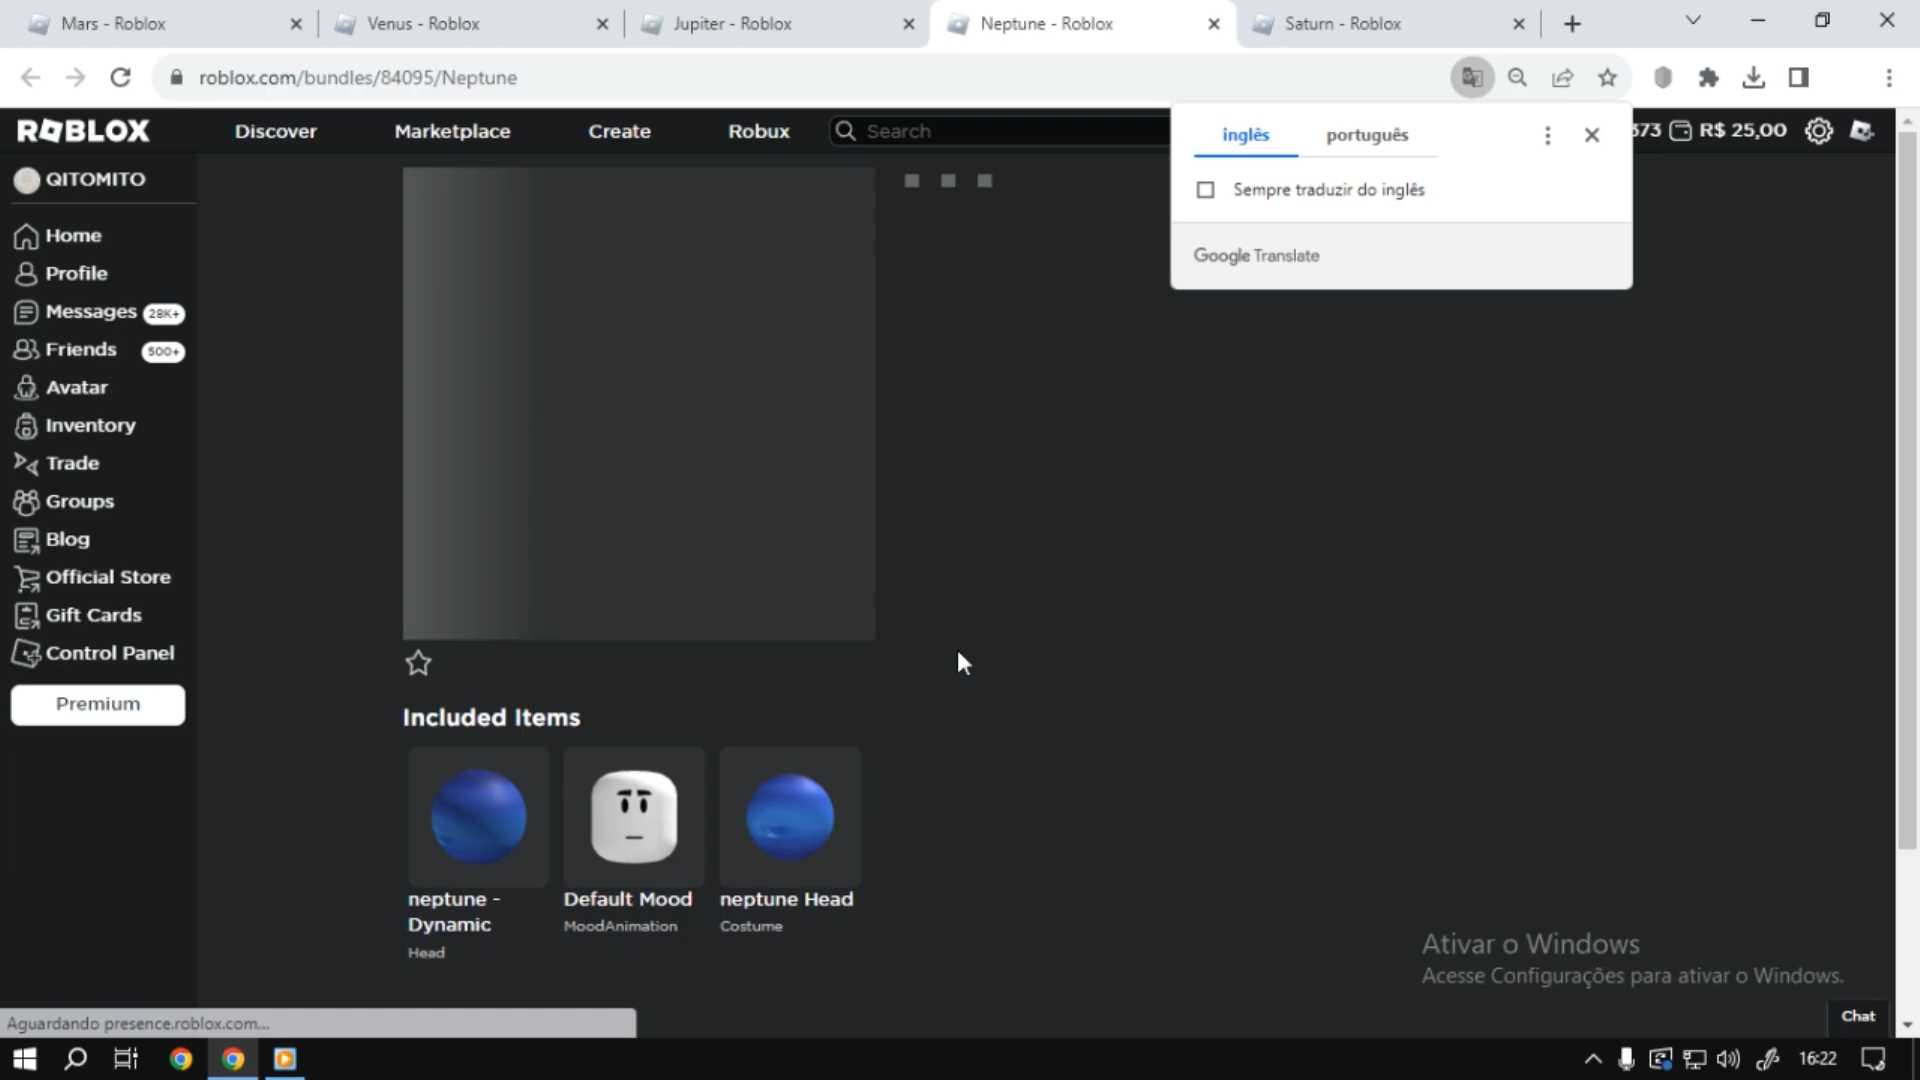 Mars - Roblox
Venus - Roblox
Jupiter - Roblox
Neptune - Roblox
Saturn - Roblox
roblox.com/bundles/84095/Neptune
ROBLOX
Discover
Marketplace
Create
Robux
Search
R$ 25,00
inglês
português
Sempre traduzir do inglês
Google Translate
QITOMITO
Home
Profile
Messages 28K+
Friends 500+
Avatar
Inventory
Trade
Groups
Blog
Official Store
Gift Cards
Control Panel
Premium
Included Items
neptune -
Dynamic
Head
Default Mood
MoodAnimation
neptune Head
Costume
Ativar o Windows
Acesse Configurações para ativar o Windows.
Chat
Aguardando presence.roblox.com...
16:22